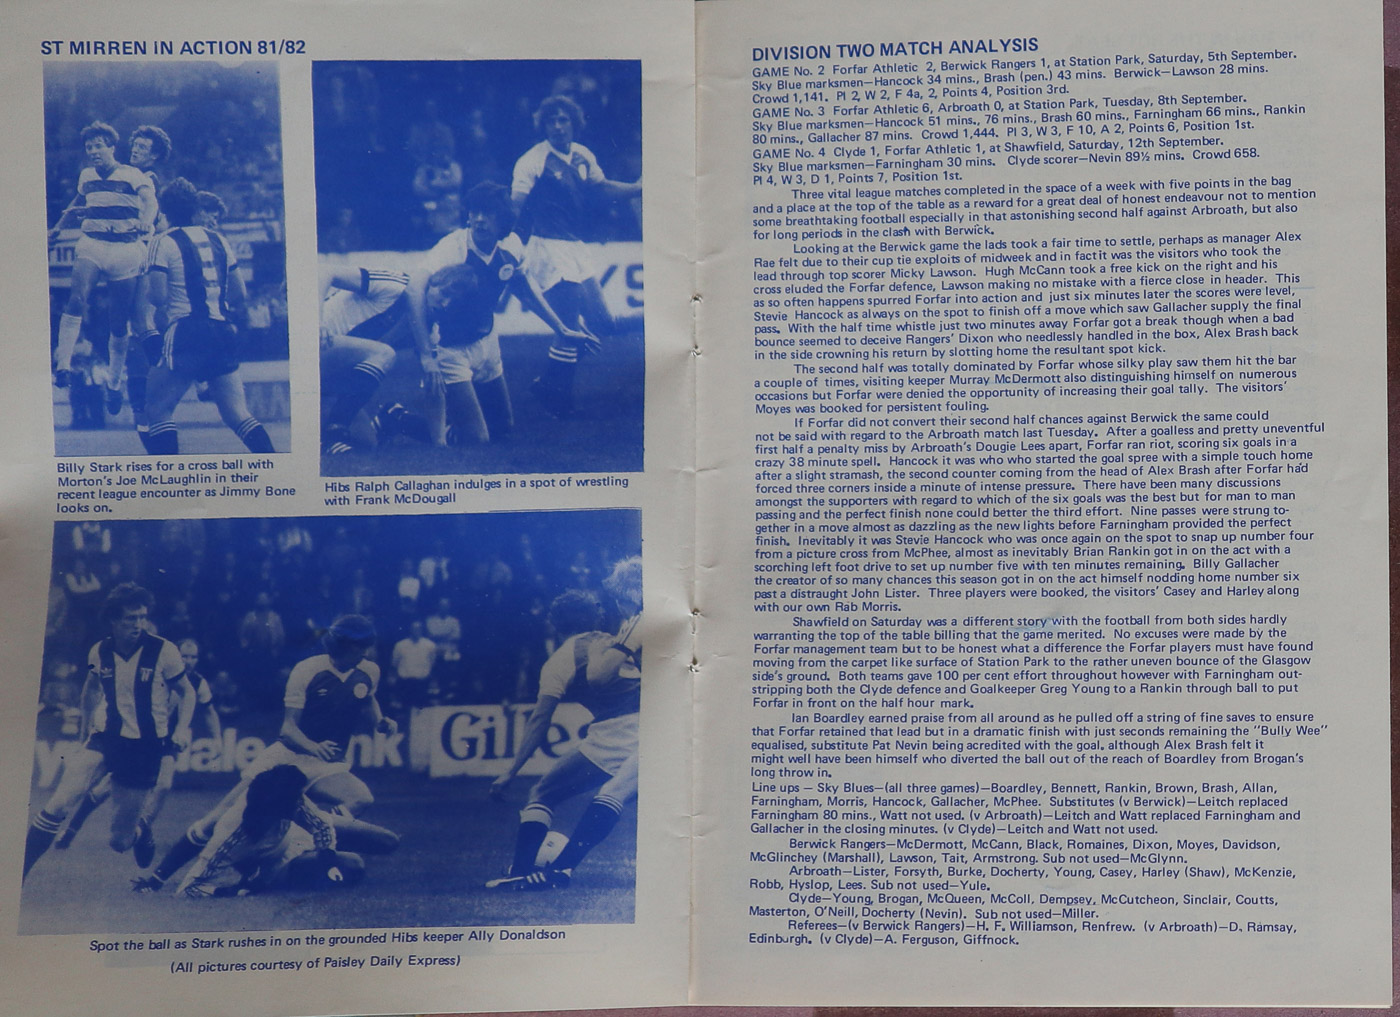 ST MIRREN IN ACTION 81/82
Billy Stark rises for a cross ball with
Morton's Joe McLaughlin in their
recent league encounter as Jimmy Bone
looks on.
Hibs Ralph Callaghan indulges in a spot of wrestling
with Frank McDougall
Gilles
Spot the ball as Stark rushes in on the grounded Hibs keeper Ally Donaldson
(All pictures courtesy of Paisley Daily Express)
DIVISION TWO MATCH ANALYSIS
GAME No. 2 Forfar Athletic 2, Berwick Rangers 1, at Station Park, Saturday, 5th September.
Sky Blue marksmen—Hancock 34 mins., Brash (pen.) 43 mins. Berwick—Lawson 28 mins.
Crowd 1,141. Pl 2, W 2, F 4a, 2, Points 4, Position 3rd.
GAME No. 3 Forfar Athletic 6, Arbroath 0, at Station Park, Tuesday, 8th September.
Sky Blue marksmen—Hancock 51 mins., 76 mins., Brash 60 mins., Farningham 66 mins., Rankin
80 mins., Gallacher 87 mins. Crowd 1,444. Pl 3, W 3, F 10, A 2, Points 6, Position 1st.
GAME No. 4 Clyde 1, Forfar Athletic 1, at Shawfield, Saturday, 12th September.
Sky Blue marksmen—Farningham 30 mins. Clyde scorer—Nevin 89½ mins. Crowd 658.
Pl 4, W 3, D 1, Points 7, Position 1st.
Three vital league matches completed in the space of a week with five points in the bag
and a place at the top of the table as a reward for a great deal of honest endeavour not to mention
some breathtaking football especially in that astonishing second half against Arbroath, but also
for long periods in the clash with Berwick.
Looking at the Berwick game the lads took a fair time to settle, perhaps as manager Alex
Rae felt due to their cup tie exploits of midweek and in fact it was the visitors who took the
lead through top scorer Micky Lawson. Hugh McCann took a free kick on the right and his
cross eluded the Forfar defence, Lawson making no mistake with a fierce close in header. This
as so often happens spurred Forfar into action and just six minutes later the scores were level,
Stevie Hancock as always on the spot to finish off a move which saw Gallacher supply the final
pass. With the half time whistle just two minutes away Forfar got a break though when a bad
bounce seemed to deceive Rangers' Dixon who needlessly handled in the box, Alex Brash back
in the side crowning his return by slotting home the resultant spot kick.
The second half was totally dominated by Forfar whose silky play saw them hit the bar
a couple of times, visiting keeper Murray McDermott also distinguishing himself on numerous
occasions but Forfar were denied the opportunity of increasing their goal tally. The visitors'
Moyes was booked for persistent fouling.
If Forfar did not convert their second half chances against Berwick the same could
not be said with regard to the Arbroath match last Tuesday. After a goalless and pretty uneventful
first half a penalty miss by Arbroath's Dougie Lees apart, Forfar ran riot, scoring six goals in a
crazy 38 minute spell. Hancock it was who who started the goal spree with a simple touch home
after a slight stramash, the second counter coming from the head of Alex Brash after Forfar had
forced three corners inside a minute of intense pressure. There have been many discussions
amongst the supporters with regard to which of the six goals was the best but for man to man
passing and the perfect finish none could better the third effort. Nine passes were strung to-
gether in a move almost as dazzling as the new lights before Farningham provided the perfect
finish. Inevitably it was Stevie Hancock who was once again on the spot to snap up number four
from a picture cross from McPhee, almost as inevitably Brian Rankin got in on the act with a
scorching left foot drive to set up number five with ten minutes remaining. Billy Gallacher
the creator of so many chances this season got in on the act himself nodding home number six
past a distraught John Lister. Three players were booked, the visitors' Casey and Harley along
with our own Rab Morris.
Shawfield on Saturday was a different story with the football from both sides hardly
warranting the top of the table billing that the game merited. No excuses were made by the
Forfar management team but to be honest what a difference the Forfar players must have found
moving from the carpet like surface of Station Park to the rather uneven bounce of the Glasgow
side's ground. Both teams gave 100 per cent effort throughout however with Farningham out-
stripping both the Clyde defence and Goalkeeper Greg Young to a Rankin through ball to put
Forfar in front on the half hour mark.
Ian Boardley earned praise from all around as he pulled off a string of fine saves to ensure
that Forfar retained that lead but in a dramatic finish with just seconds remaining the "Bully Wee"
equalised, substitute Pat Nevin being acredited with the goal, although Alex Brash felt it
might well have been himself who diverted the ball out of the reach of Boardley from Brogan's
long throw in.
Line ups — Sky Blues—(all three games)—Boardley, Bennett, Rankin, Brown, Brash, Allan,
Farningham, Morris, Hancock, Gallacher, McPhee. Substitutes (v Berwick)—Leitch replaced
Farningham 80 mins., Watt not used. (v Arbroath)—Leitch and Watt replaced Farningham and
Gallacher in the closing minutes. (v Clyde)—Leitch and Watt not used.
Berwick Rangers—McDermott, McCann, Black, Romaines, Dixon, Moyes, Davidson,
McGlinchey (Marshall), Lawson, Tait, Armstrong. Sub not used—McGlynn.
Arbroath—Lister, Forsyth, Burke, Docherty, Young, Casey, Harley (Shaw), McKenzie,
Robb, Hyslop, Lees. Sub not used—Yule.
Clyde—Young, Brogan, McQueen, McColl, Dempsey, McCutcheon, Sinclair, Coutts,
Masterton, O'Neill, Docherty (Nevin). Sub not used—Miller.
Referees—(v Berwick Rangers)—H. F. Williamson, Renfrew. (v Arbroath)—D. Ramsay,
Edinburgh. (v Clyde)—A. Ferguson, Giffnock.